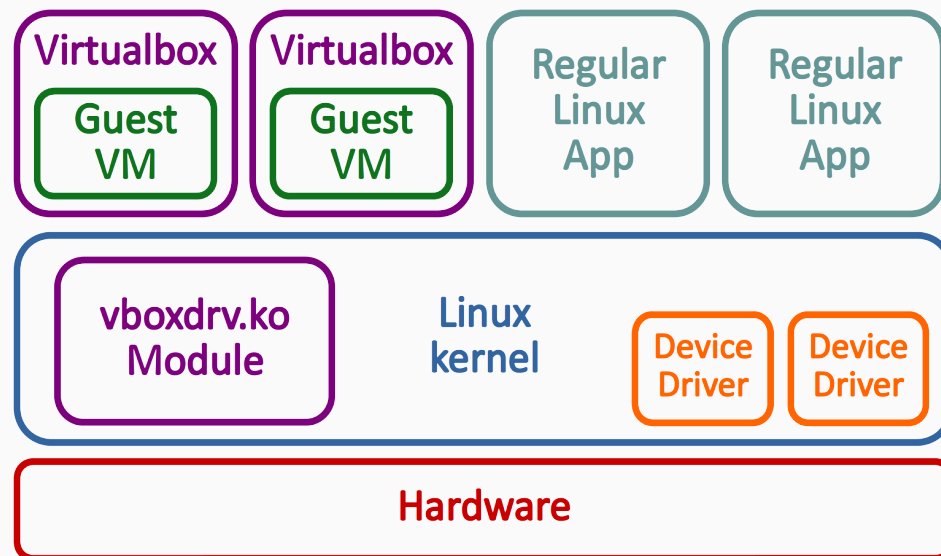 Virtualbox
Guest
VM
Virtualbox
Guest
VM
Regular
Linux
App
Regular
Linux
App
vboxdrv.ko
Module
Linux
kernel
Device
Driver
Device
Driver
Hardware